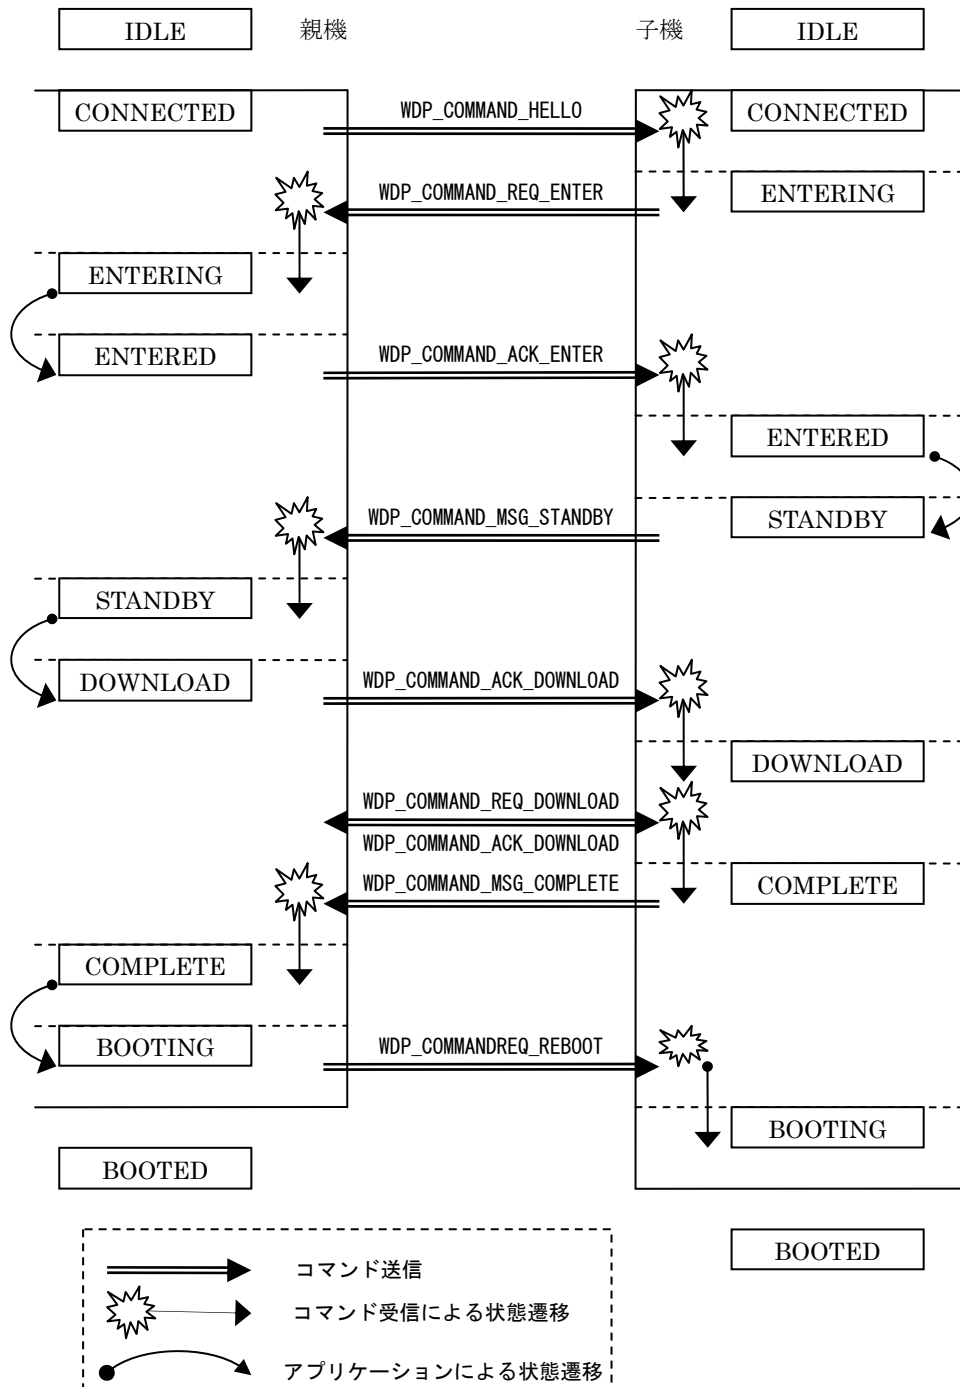 IDLE 親機 子機 IDLE
CONNECTED WDP_COMMAND_HELLO CONNECTED
WDP_COMMAND_REQ_ENTER ENTERING
ENTERING
ENTERED WDP_COMMAND_ACK_ENTER
ENTERED
WDP_COMMAND_MSG_STANDBY STANDBY
STANDBY
DOWNLOAD WDP_COMMAND_ACK_DOWNLOAD
DOWNLOAD
WDP_COMMAND_REQ_DOWNLOAD
WDP_COMMAND_ACK_DOWNLOAD
WDP_COMMAND_MSG_COMPLETE COMPLETE
COMPLETE
BOOTING WDP_COMMANDREQ_REBOOT
BOOTING
BOOTED
BOOTED
コマンド送信
コマンド受信による状態遷移
アプリケーションによる状態遷移